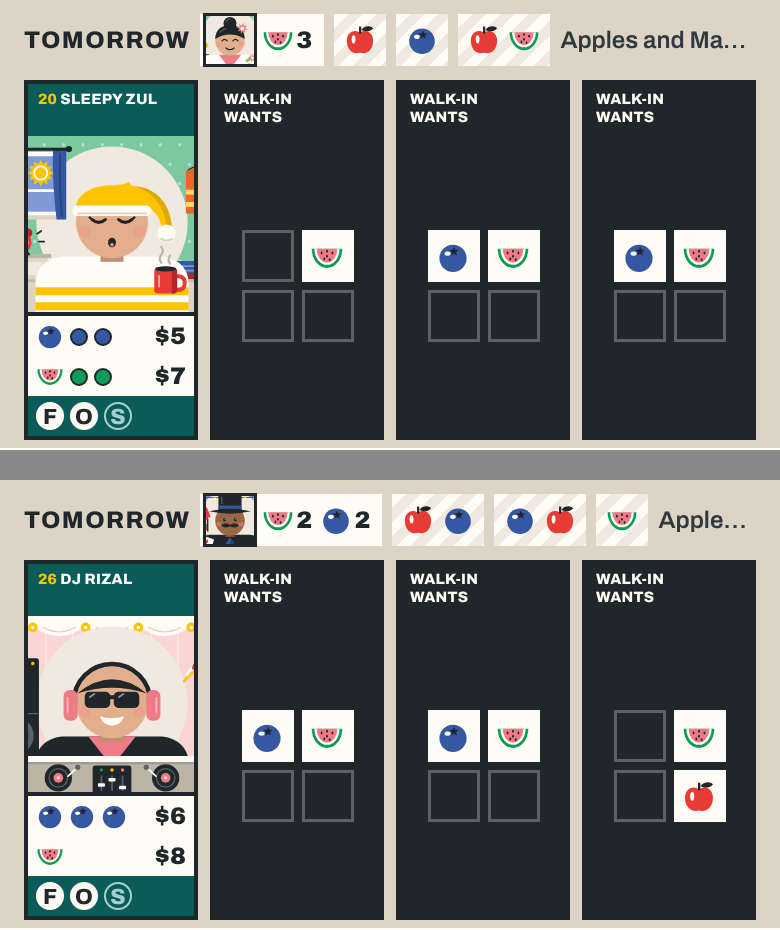 TOMORROW 3 Apples and Ma...
20 SLEEPY ZUL
WALK-IN
WANTS
WALK-IN
WANTS
WALK-IN
WANTS
$5
$7
F O S
TOMORROW 2 2 Apple...
26 DJ RIZAL
WALK-IN
WANTS
WALK-IN
WANTS
WALK-IN
WANTS
$6
$8
F O S